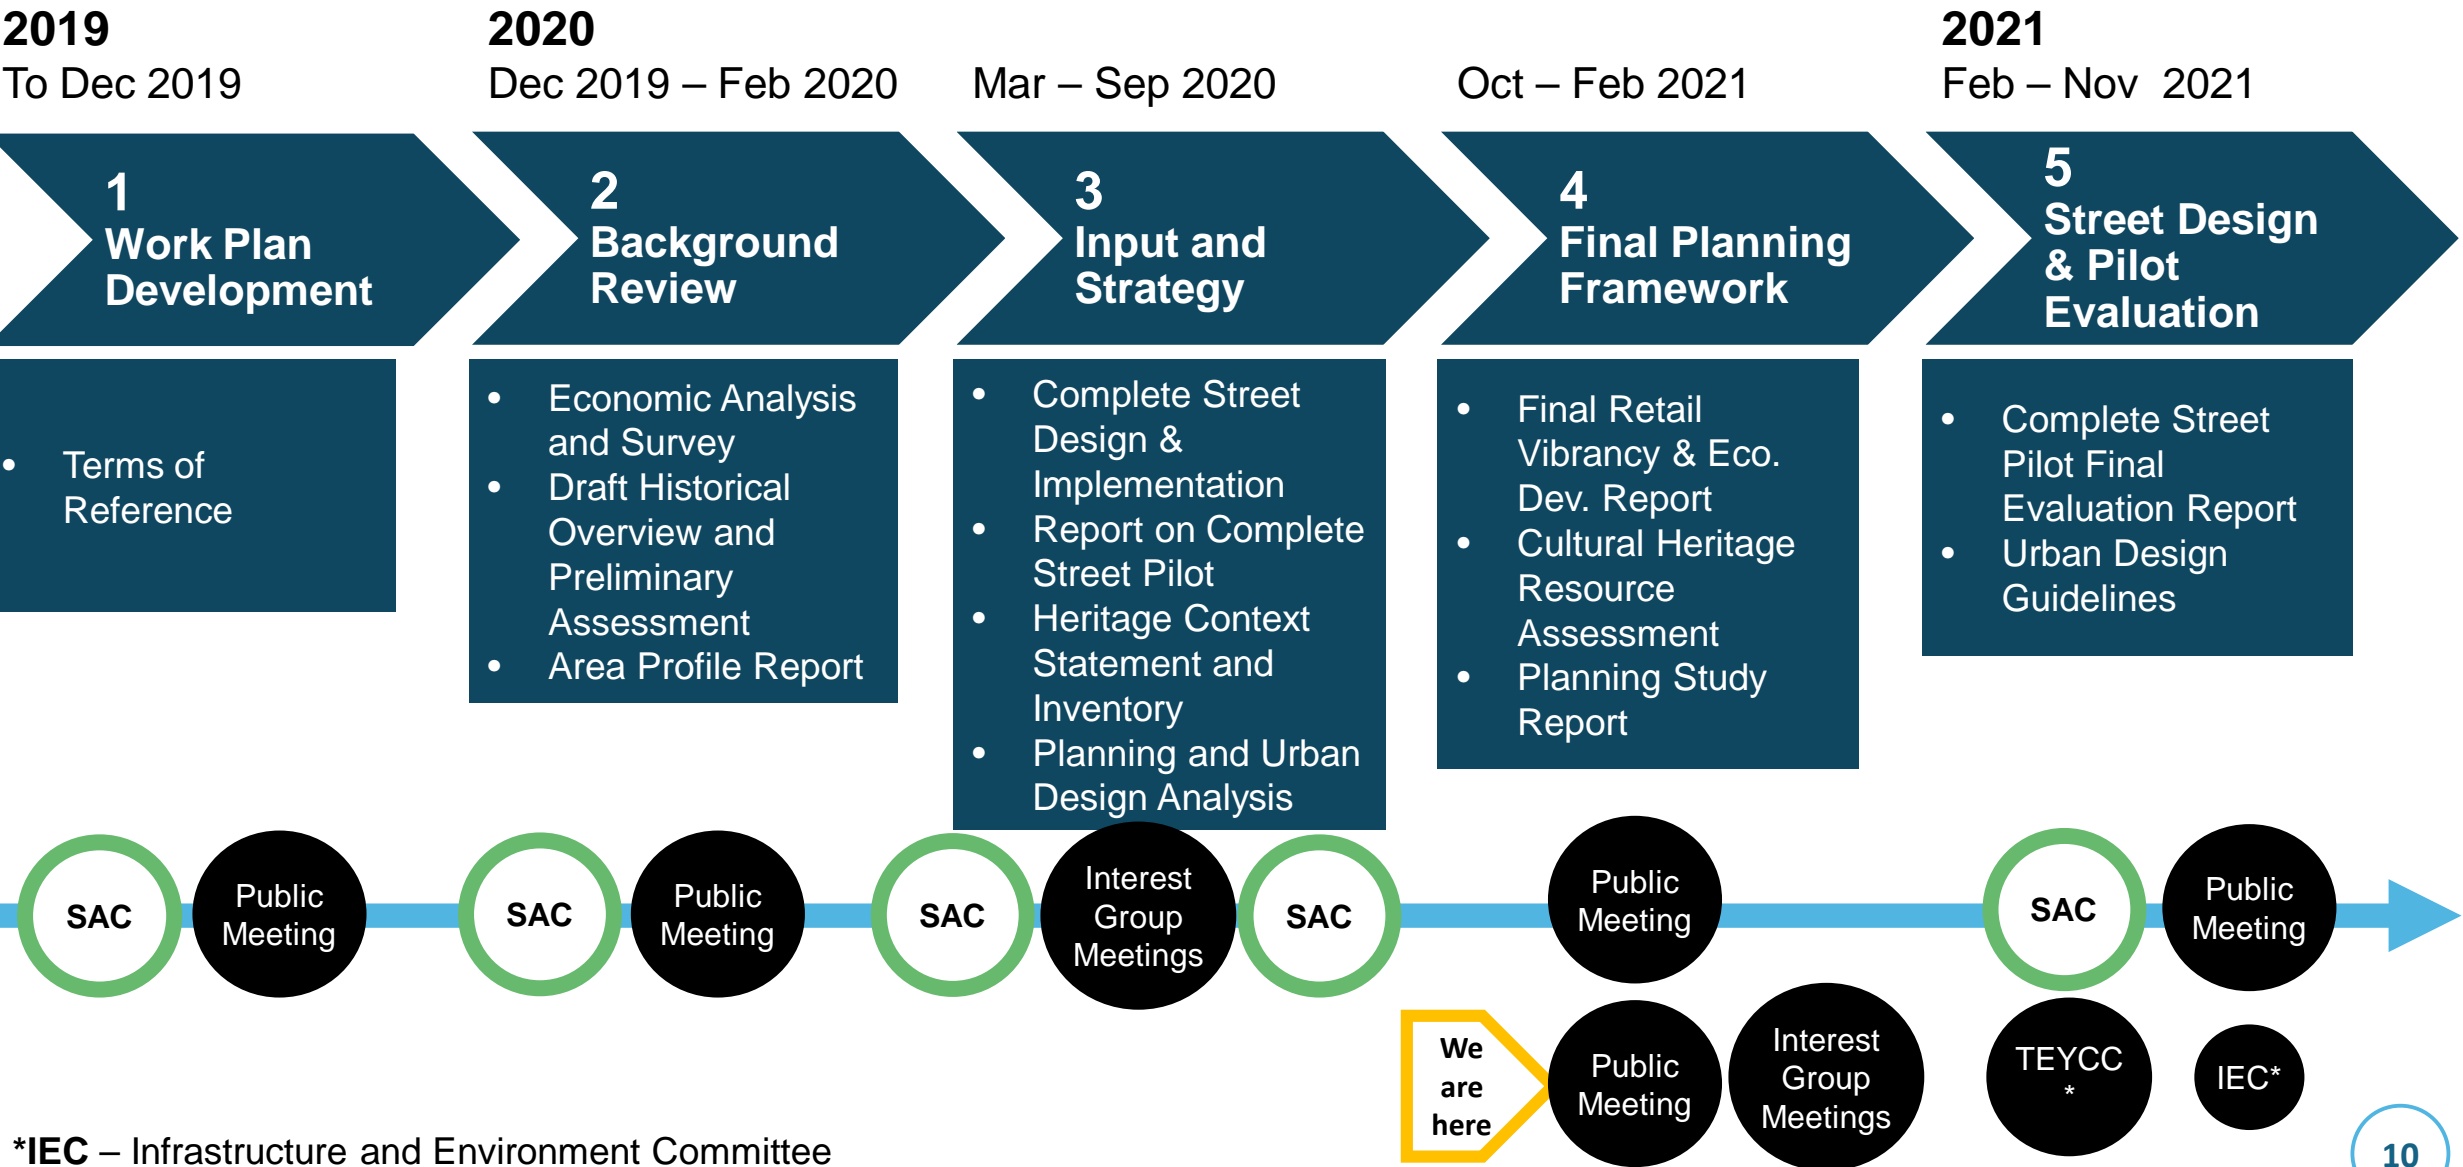 2019
To Dec 2019
2020
Dec 2019 – Feb 2020
Mar – Sep 2020
Oct – Feb 2021
2021
Feb – Nov 2021
1
Work Plan
Development
2
Background
Review
3
Input and
Strategy
4
Final Planning
Framework
5
Street Design
& Pilot
Evaluation
• Terms of
Reference
• Economic Analysis
and Survey
• Draft Historical
Overview and
Preliminary
Assessment
• Area Profile Report
• Complete Street
Design &
Implementation
• Report on Complete
Street Pilot
• Heritage Context
Statement and
Inventory
• Planning and Urban
Design Analysis
• Final Retail
Vibrancy & Eco.
Dev. Report
• Cultural Heritage
Resource
Assessment
• Planning Study
Report
• Complete Street
Pilot Final
Evaluation Report
• Urban Design
Guidelines
SAC
Public
Meeting
SAC
Public
Meeting
SAC
Interest
Group
Meetings
SAC
Public
Meeting
SAC
Public
Meeting
We
are
here
Public
Meeting
Interest
Group
Meetings
TEYCC
*
IEC*
*IEC – Infrastructure and Environment Committee
10